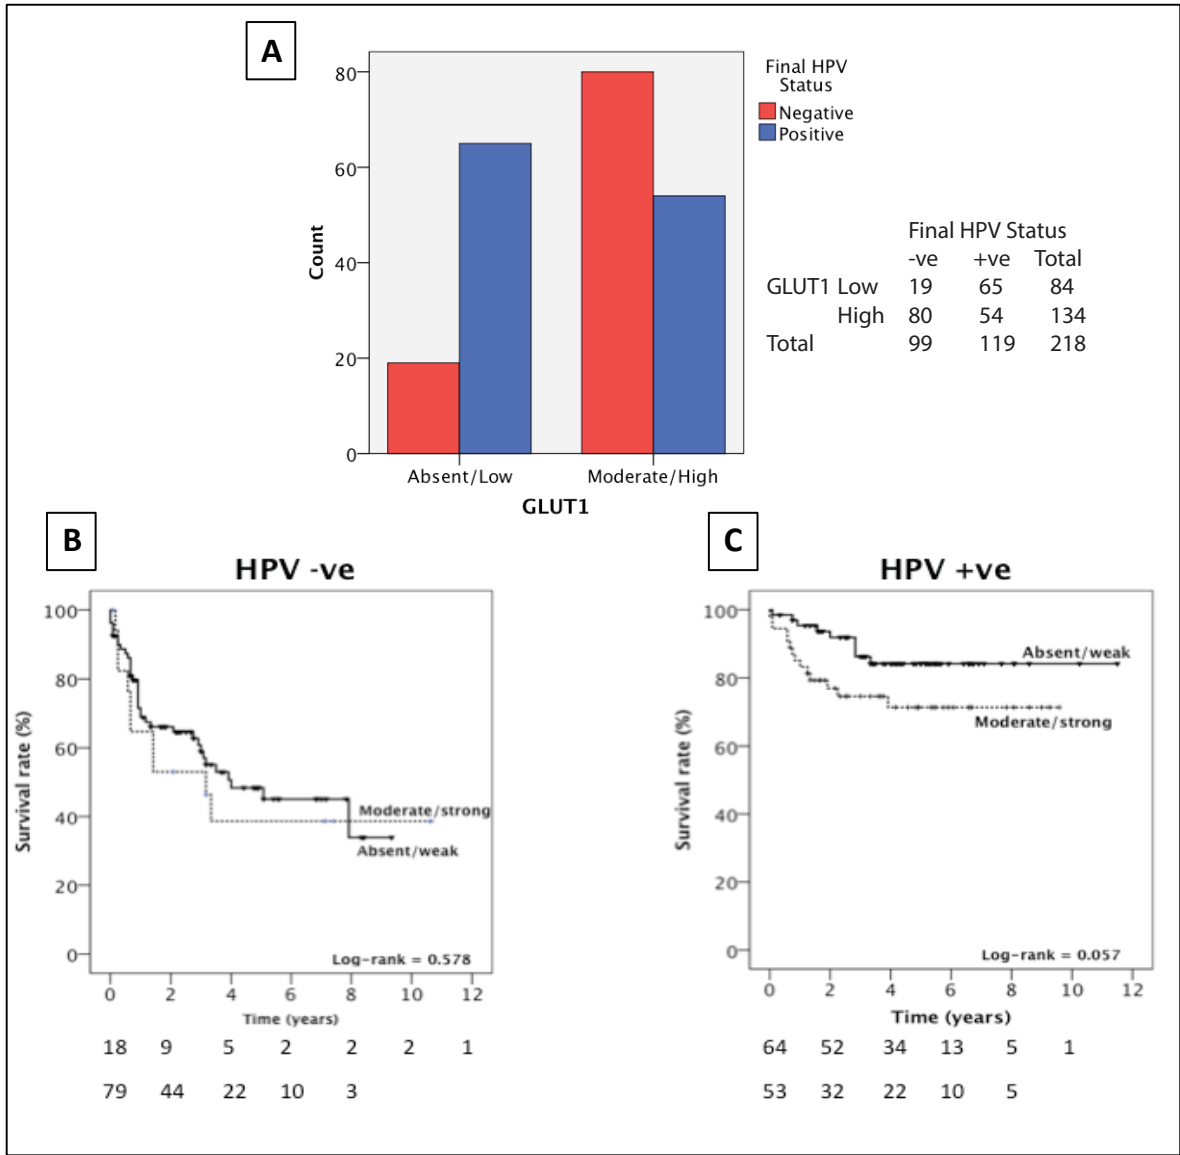 A
Final HPV
Status
Negative
Positive
80
60
40
20
0
Count
Absent/Low Moderate/High
GLUT1
Final HPV Status
-ve +ve Total
GLUT1 Low 19 65 84
High 80 54 134
Total 99 119 218
B
HPV -ve
100
80
60
40
20
0
Survival rate (%)
Moderate/strong
Absent/weak
Log-rank = 0.578
0 2 4 6 8 10 12
Time (years)
18 9 5 2 2 2 1
79 44 22 10 3
C
HPV +ve
100
80
60
40
20
0
Survival rate (%)
Absent/weak
Moderate/strong
Log-rank = 0.057
0 2 4 6 8 10 12
Time (years)
64 52 34 13 5 1
53 32 22 10 5